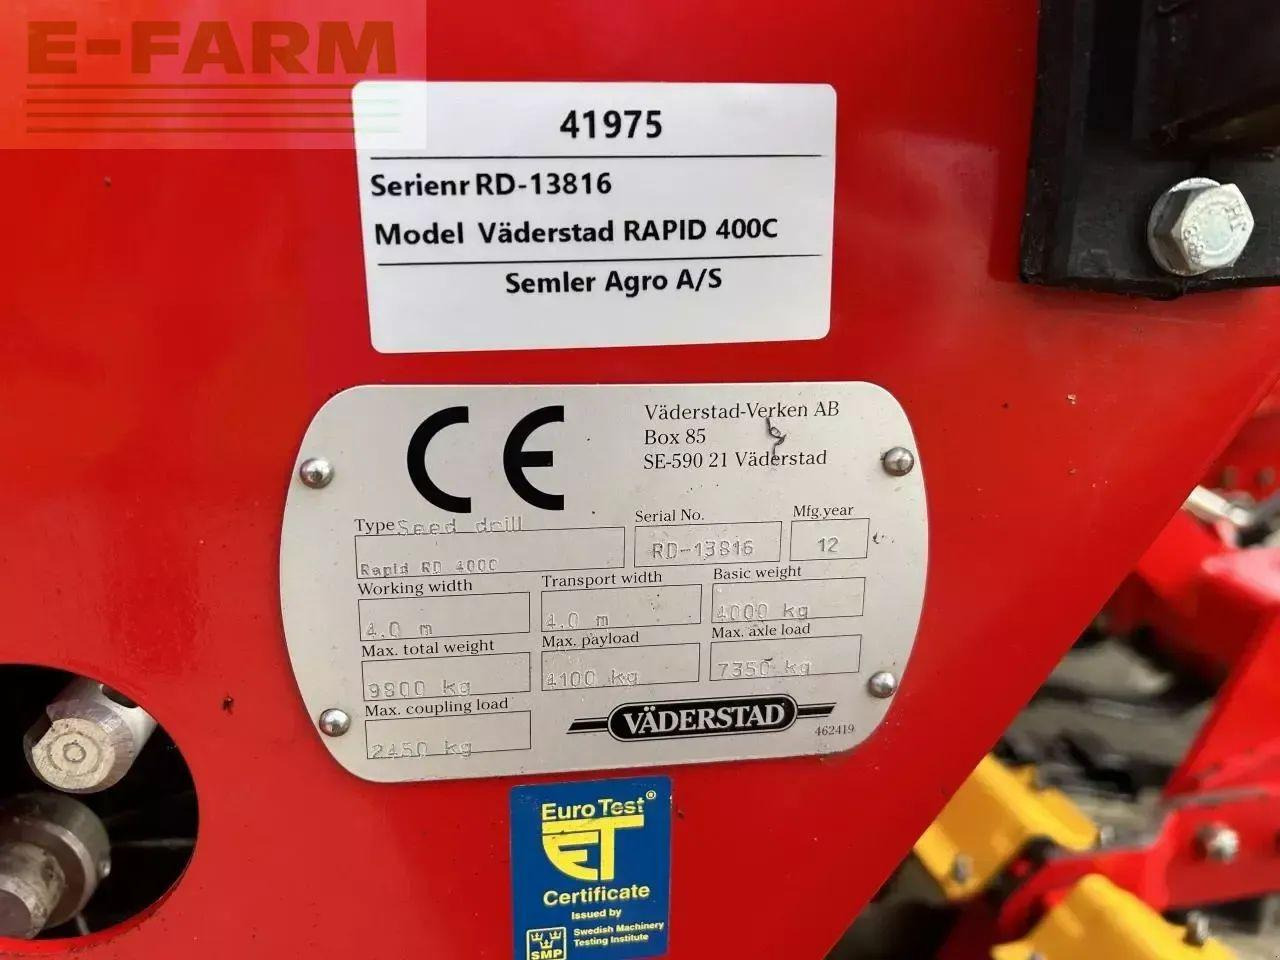 E-FARM
41975
Serienr RD-13816
Model Väderstad RAPID 400C
Semler Agro A/S
CE
Väderstad-Verken AB
Box 85
SE-590 21 Väderstad
Type Seed drill
Rapid RD 400C
Serial No.
RD-13816
Mfg.year
12
Working width
4.0 m
Transport width
4.0 m
Basic weight
4000 kg
Max. total weight
9800 kg
Max. payload
4100 kg
Max. axle load
7350 kg
Max. coupling load
2450 kg
VÄDERSTAD
462419
Euro Test®
ET
Certificate
Issued by
Swedish Machinery
Testing Institute
SMP